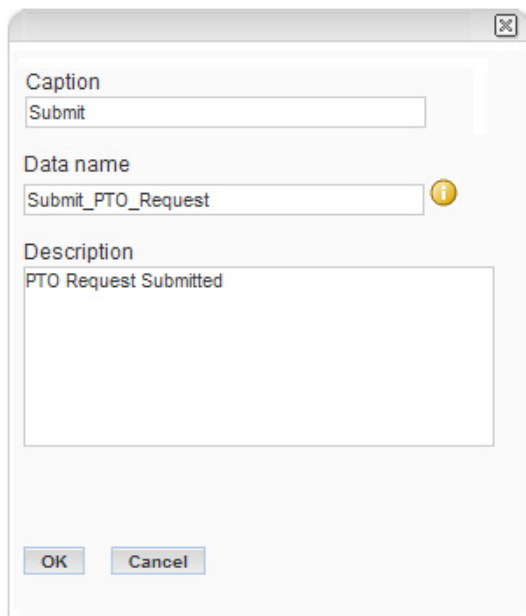 Caption
Submit
Data name
Submit_PTO_Request
Description
PTO Request Submitted
OK Cancel